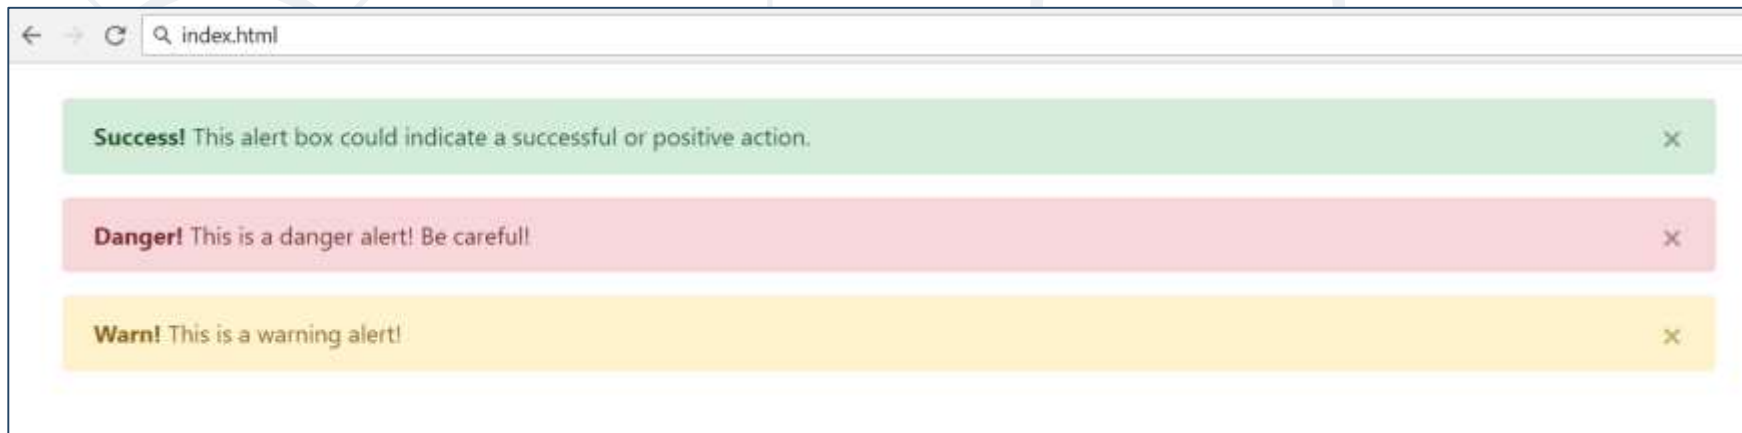 index.html
Success! This alert box could indicate a successful or positive action. ×
Danger! This is a danger alert! Be careful! ×
Warn! This is a warning alert! ×